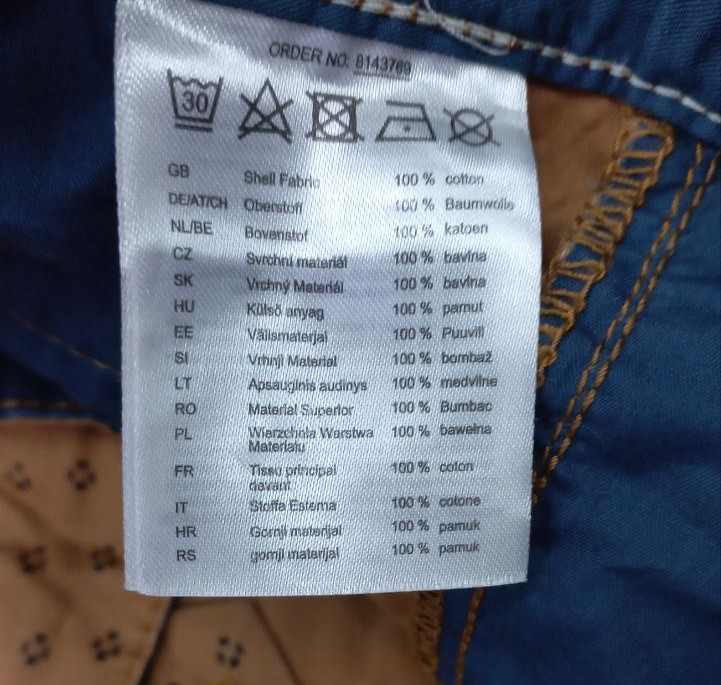 ORDER NO: 8143769
30
GB Shell Fabric 100 % cotton
DE/AT/CH Oberstoff 100 % Baumwolle
NL/BE Bovenstof 100 % katoen
CZ Svrchní materiál 100 % bavlna
SK Vrchný Materiál 100 % bavlna
HU Külső anyag 100 % pamut
EE Välismaterjal 100 % Puuvill
SI Vrhnji Material 100 % bombaž
LT Apsauginis audinys 100 % medvilne
RO Material Superior 100 % Bumbac
PL Wierzchola Warstwa 100 % bawełna
Materiału
FR Tissu principal 100 % coton
devant
IT Stoffa Esterna 100 % cotone
HR Gornji materijal 100 % pamuk
RS gornji materijal 100 % pamuk